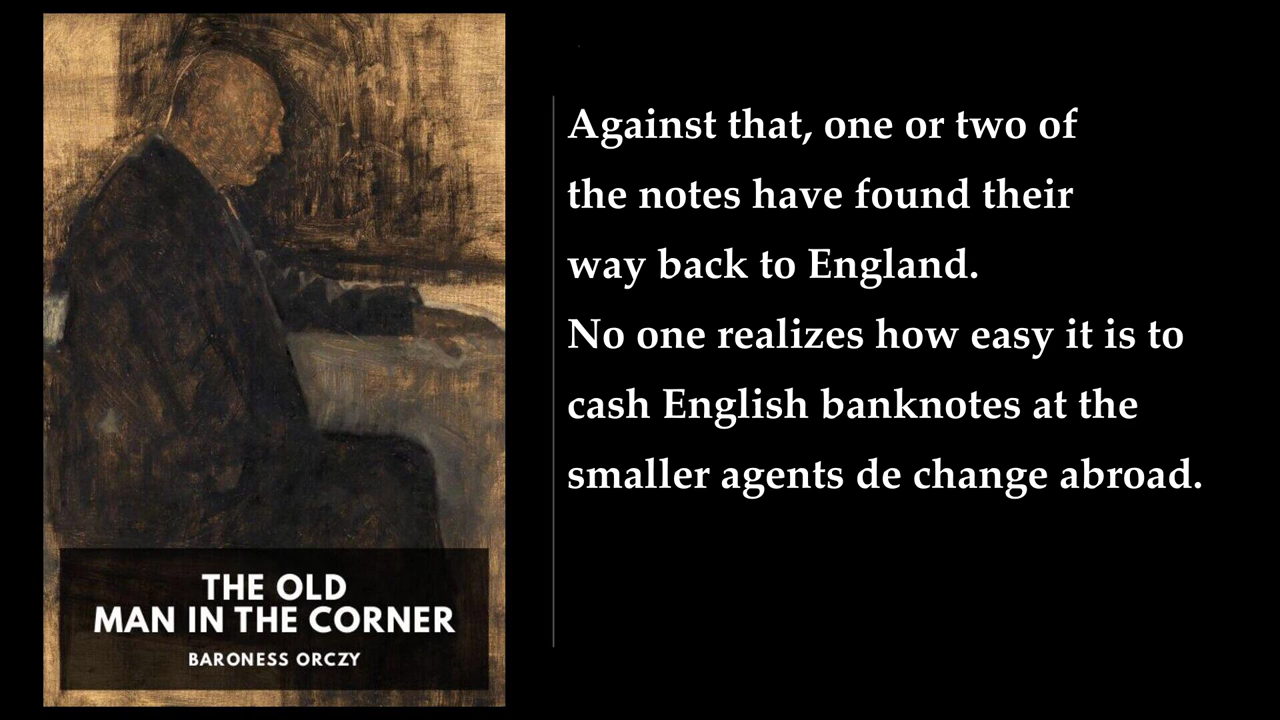 Against that, one or two of
the notes have found their
way back to England.
No one realizes how easy it is to
cash English banknotes at the
smaller agents de change abroad.
THE OLD
MAN IN THE CORNER
BARONESS ORCZY